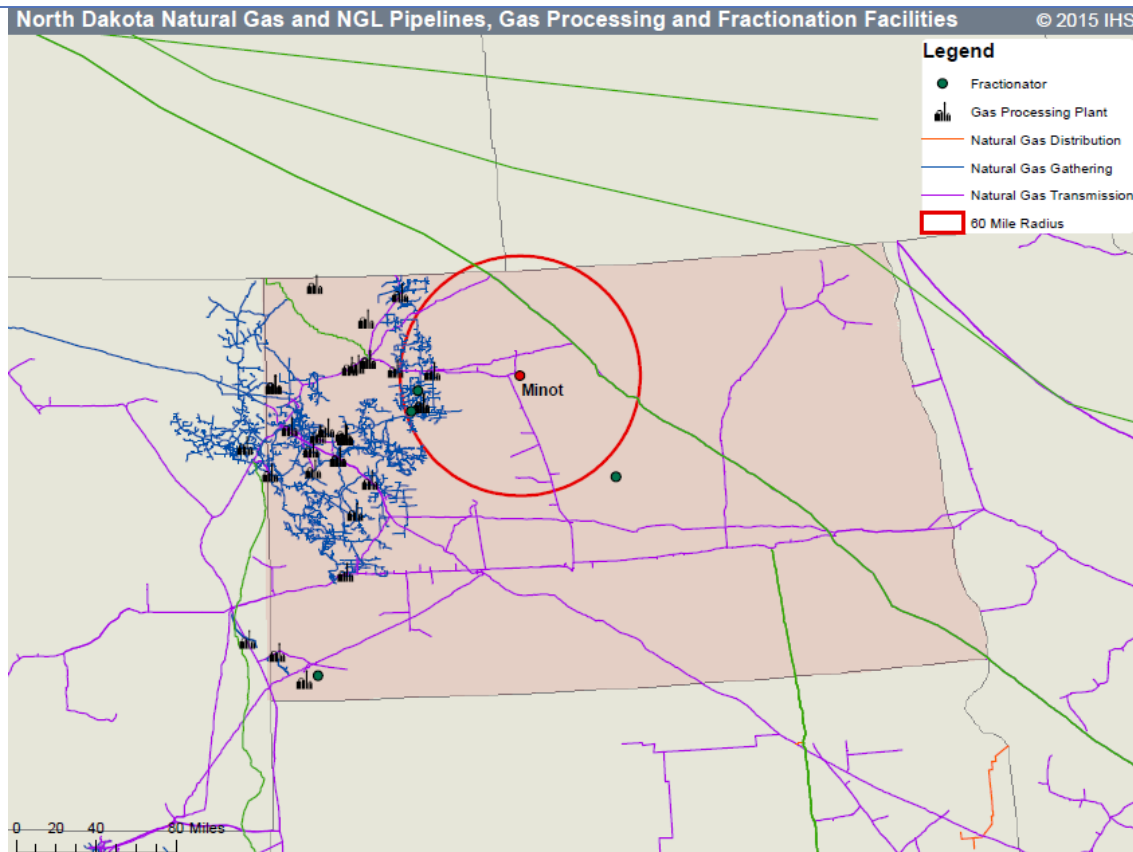 North Dakota Natural Gas and NGL Pipelines, Gas Processing and Fractionation Facilities © 2015 IHS
Legend
Fractionator
Gas Processing Plant
Natural Gas Distribution
Natural Gas Gathering
Natural Gas Transmission
60 Mile Radius
Minot
0 20 40 80 Miles